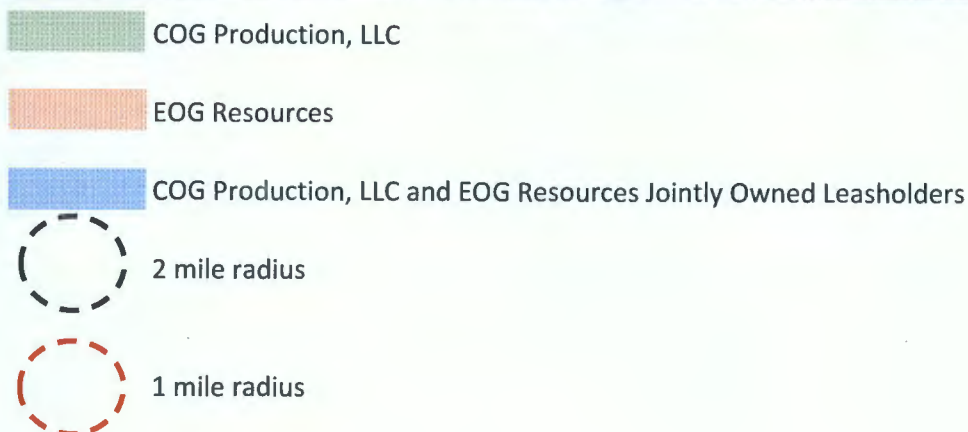 COG Production, LLC
EOG Resources
COG Production, LLC and EOG Resources Jointly Owned Leasholders
2 mile radius
1 mile radius